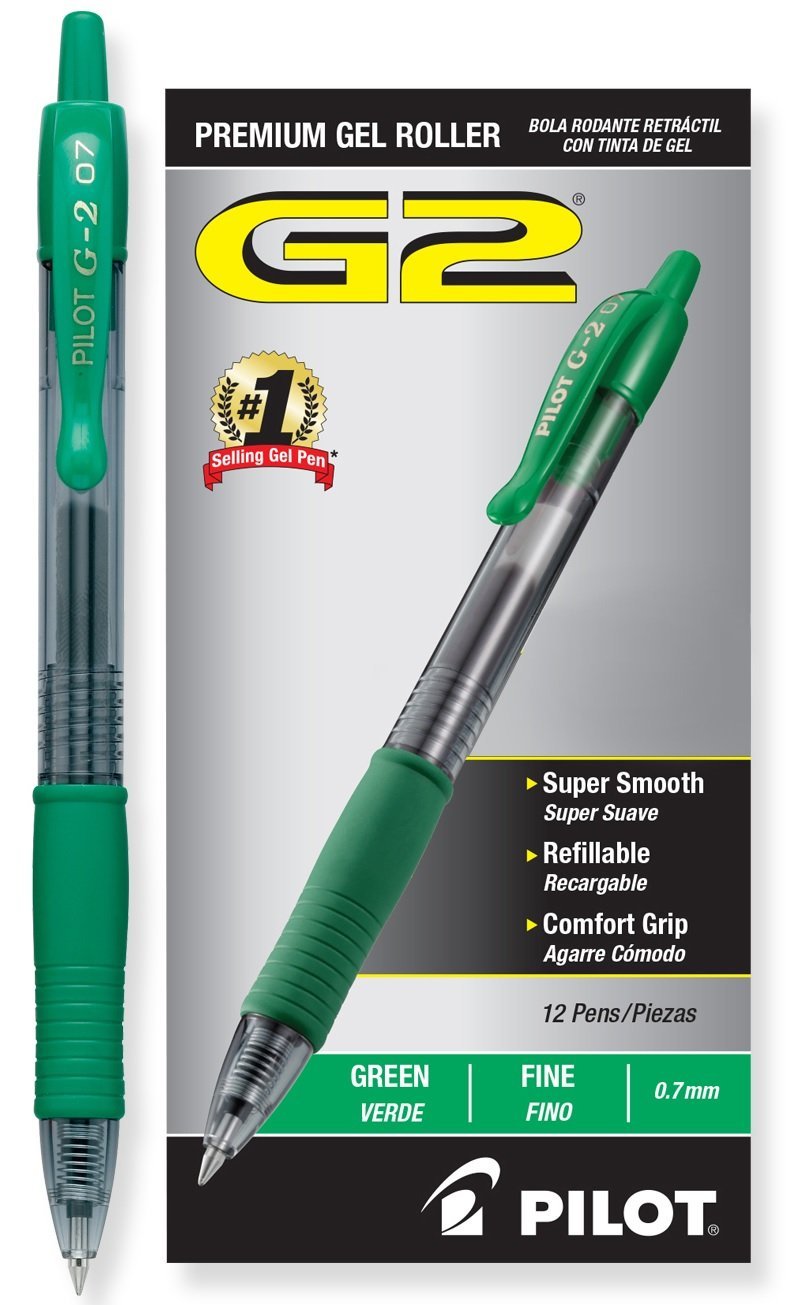 PILOT G-2 07
PREMIUM GEL ROLLER
BOLA RODANTE RETRÁCTIL
CON TINTA DE GEL
G2®
PILOT G-2 07
#1
Selling Gel Pen*
Super Smooth
Super Suave
Refillable
Recargable
Comfort Grip
Agarre Cómodo
12 Pens/Piezas
GREEN
VERDE
FINE
FINO
0.7mm
PILOT®